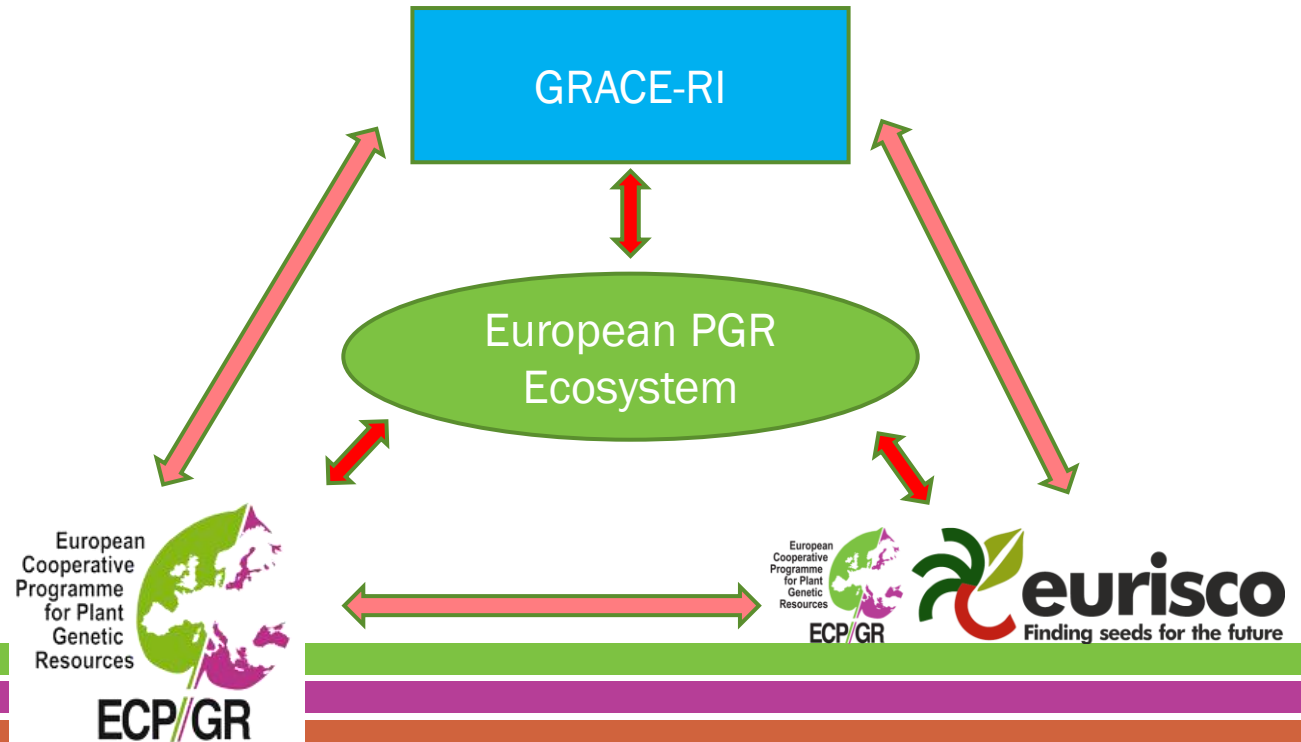 GRACE-RI
European PGR
Ecosystem
European
Cooperative
Programme
for Plant
Genetic
Resources
ECP/GR
European
Cooperative
Programme
for Plant
Genetic
Resources
ECP/GR
eurisco
Finding seeds for the future